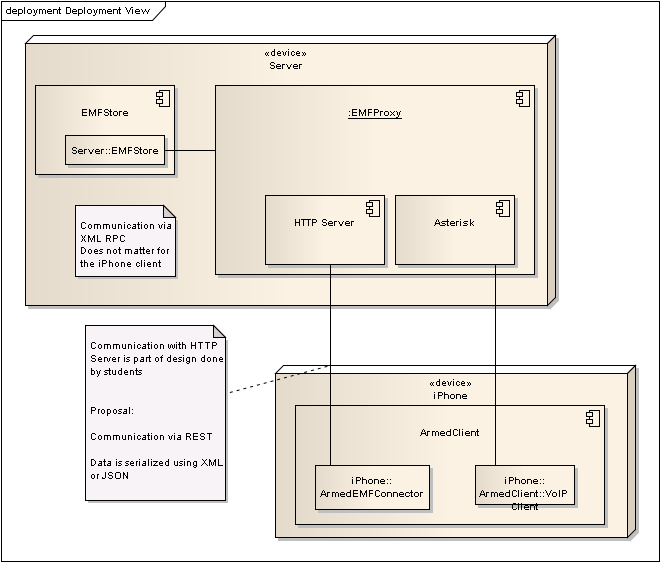 deployment Deployment View
«device»
Server
EMFStore
Server::EMFStore
:EMFProxy
HTTP Server
Asterisk
Communication via
XML RPC
Does not matter for
the iPhone client
Communication with HTTP
Server is part of design done
by students
Proposal:
Communication via REST
Data is serialized using XML
or JSON
«device»
iPhone
ArmedClient
iPhone::
ArmedEMFConnector
iPhone::
ArmedClient::VoIP
Client